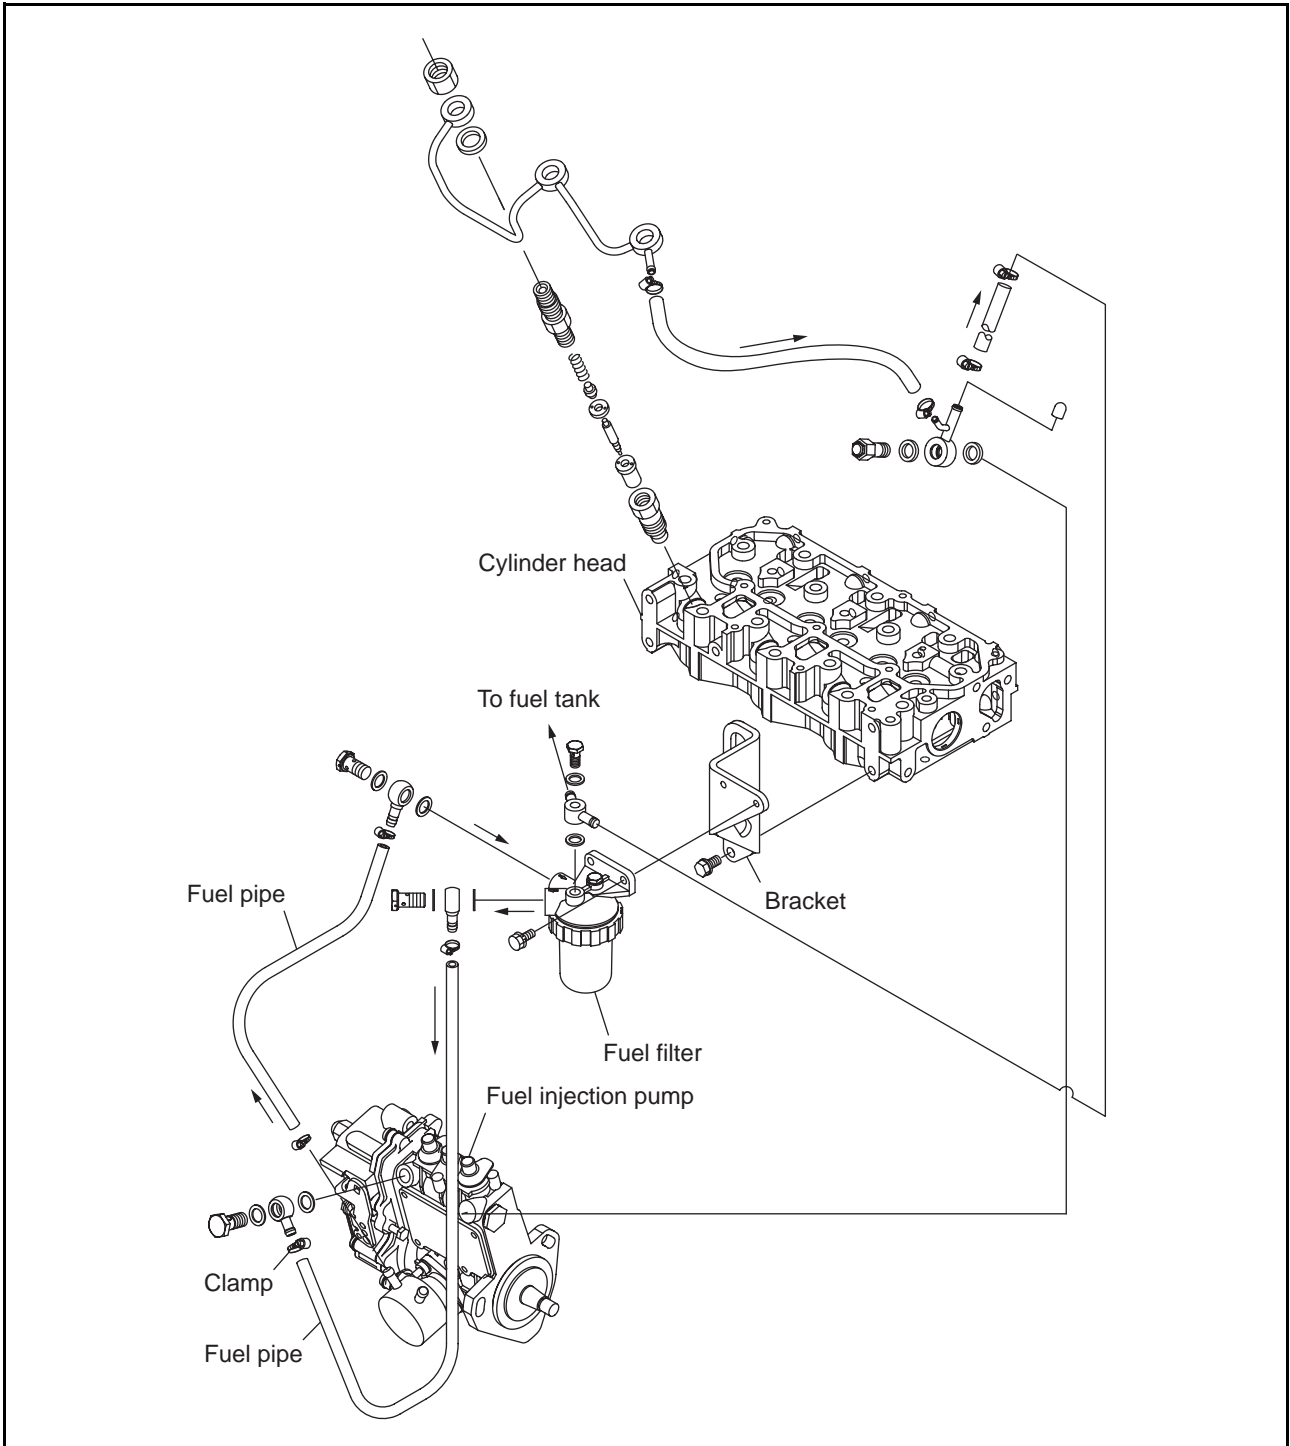 Cylinder head
To fuel tank
Fuel pipe
Bracket
Fuel filter
Fuel injection pump
Clamp
Fuel pipe